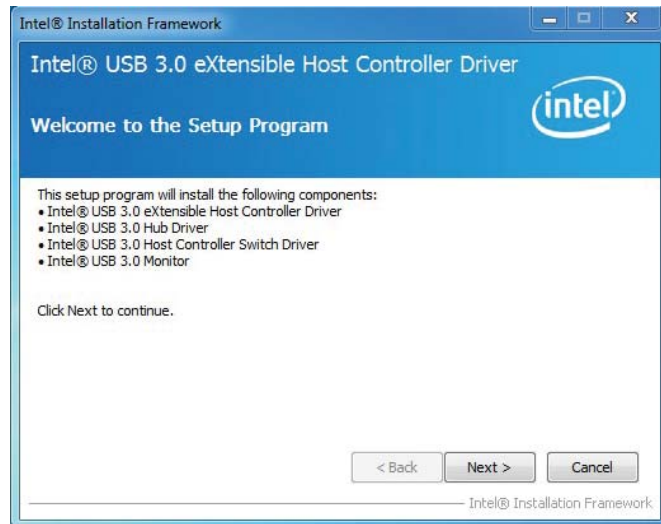 Intel® Installation Framework
Intel® USB 3.0 eXtensible Host Controller Driver
intel
Welcome to the Setup Program
This setup program will install the following components:
• Intel® USB 3.0 eXtensible Host Controller Driver
• Intel® USB 3.0 Hub Driver
• Intel® USB 3.0 Host Controller Switch Driver
• Intel® USB 3.0 Monitor
Click Next to continue.
< Back Next > Cancel
Intel® Installation Framework